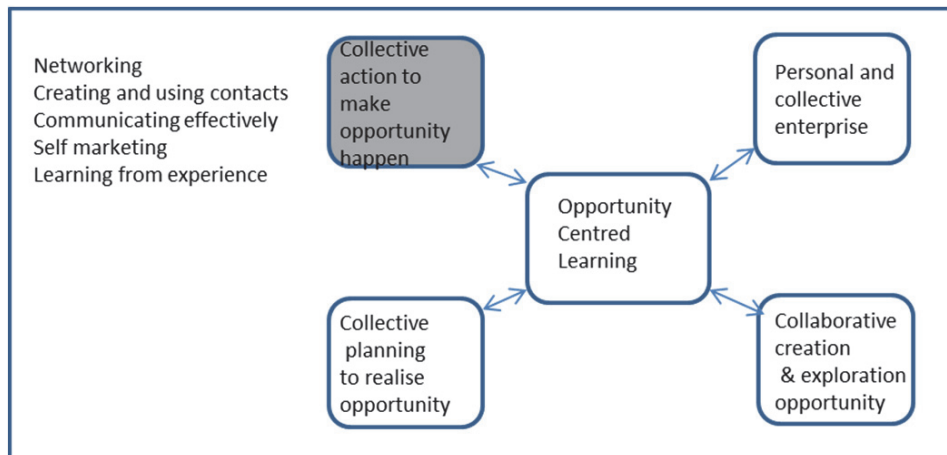 Networking
Creating and using contacts
Communicating effectively
Self marketing
Learning from experience
Collective
action to
make
opportunity
happen
Personal and
collective
enterprise
Opportunity
Centred
Learning
Collective
planning
to realise
opportunity
Collaborative
creation
& exploration
opportunity